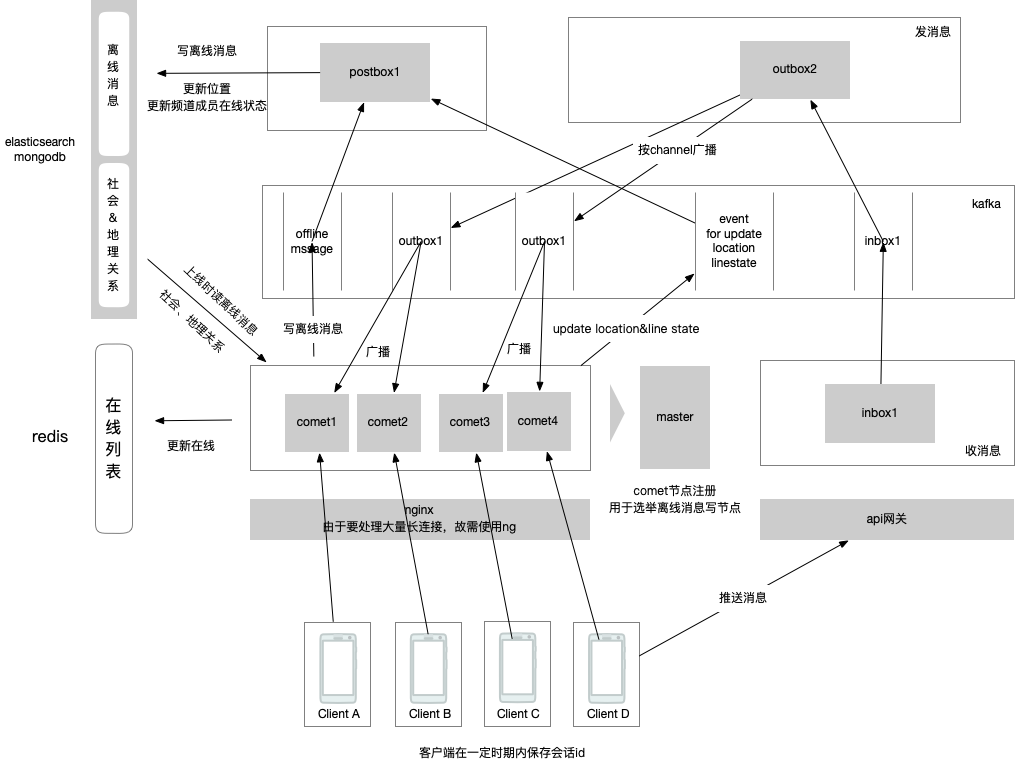 离线消息
写离线消息
更新位置
更新频道成员在线状态
postbox1
发消息
outbox2
elasticsearch
mongodb
按channel广播
社会&地理关系
kafka
offline
mssage
outbox1
outbox1
event
for update
location
linestate
inbox1
上线时读离线消息
社会、地理关系
写离线消息
广播
广播
update location&line state
在线列表
redis
更新在线
comet1
comet2
comet3
comet4
master
inbox1
收消息
comet节点注册
用于选举离线消息写节点
nginx
由于要处理大量长连接，故需使用ng
api网关
推送消息
Client A
Client B
Client C
Client D
客户端在一定时期内保存会话id